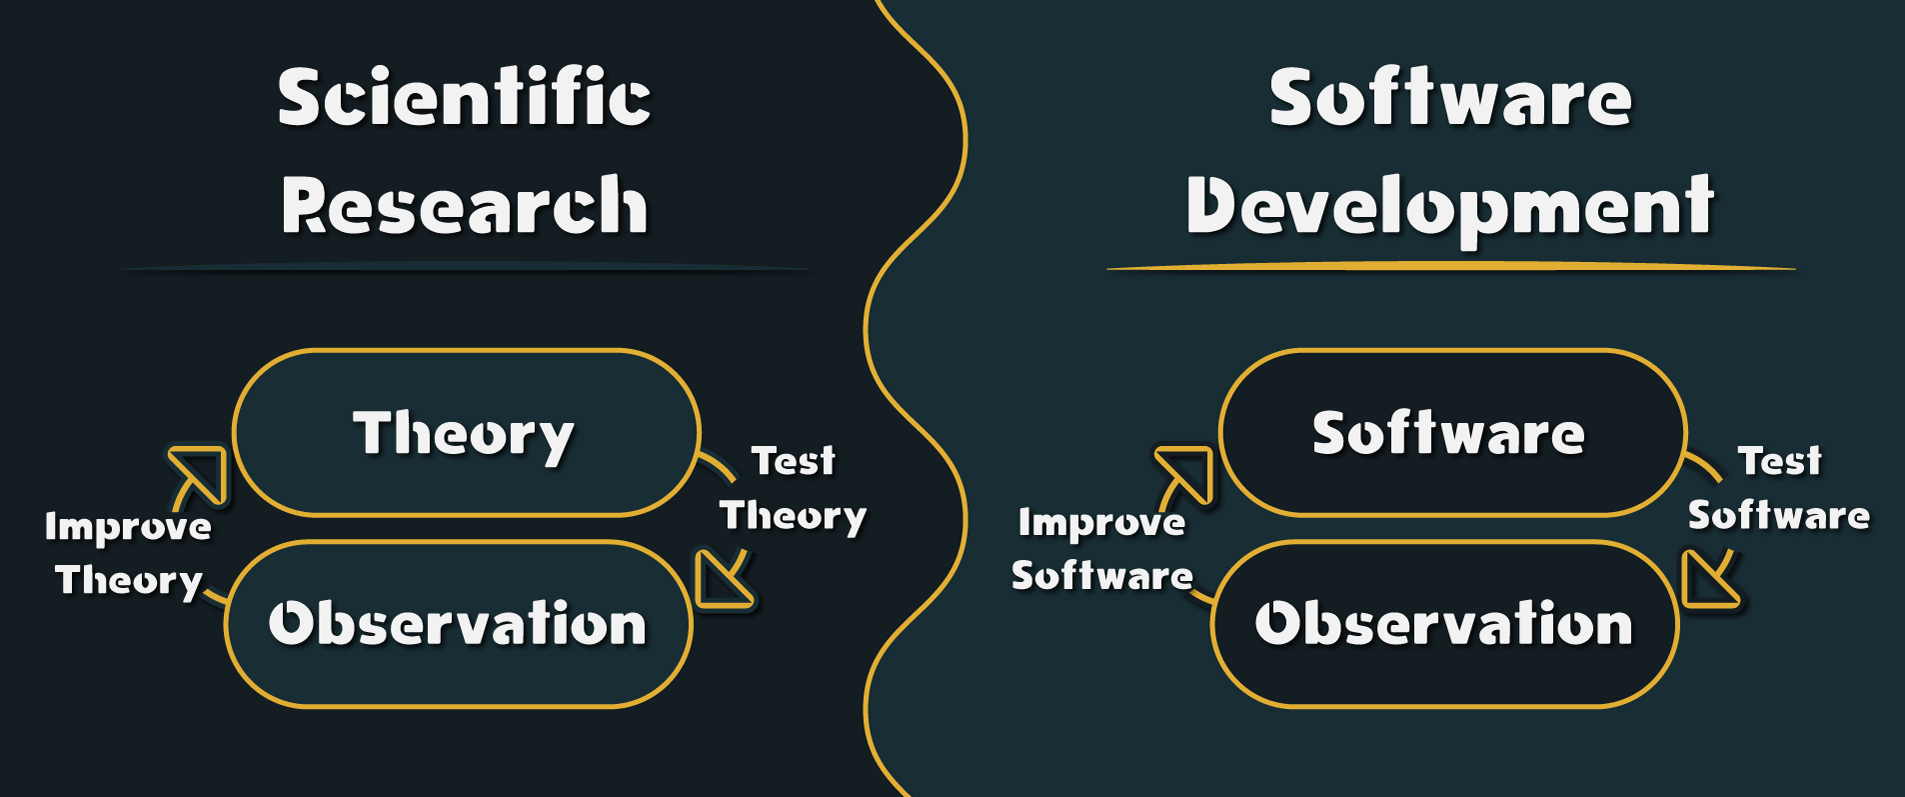 Scientific
Research
Theory
Test
Theory
Improve
Theory
Observation
Software
Development
Software
Test
Software
Improve
Software
Observation